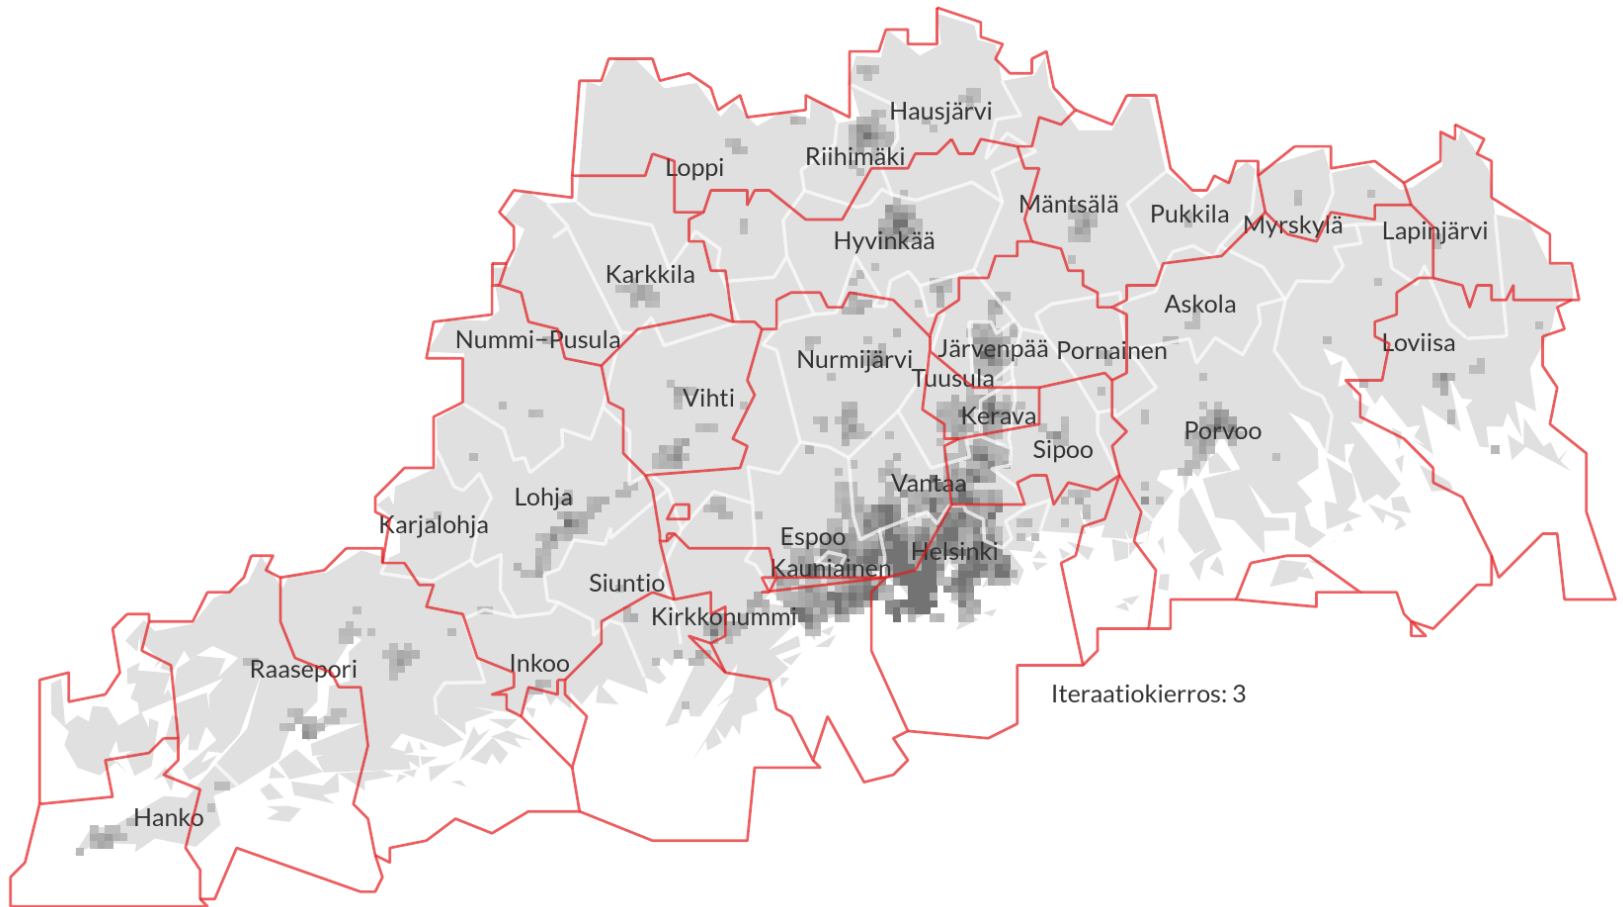 Hausjärvi
Riihimäki
Loppi
Mäntsälä
Pukkila
Myrskylä
Lapinjärvi
Hyvinkää
Karkkila
Askola
Nummi-Pusula
Nurmijärvi
Järvenpää
Pornainen
Loviisa
Tuusula
Vihti
Kerava
Sipoo
Porvoo
Vantaa
Lohja
Karjalohja
Espoo
Helsinki
Kauniainen
Siuntio
Kirkkonummi
Inkoo
Raasepori
Iteraatiokierros: 3
Hanko